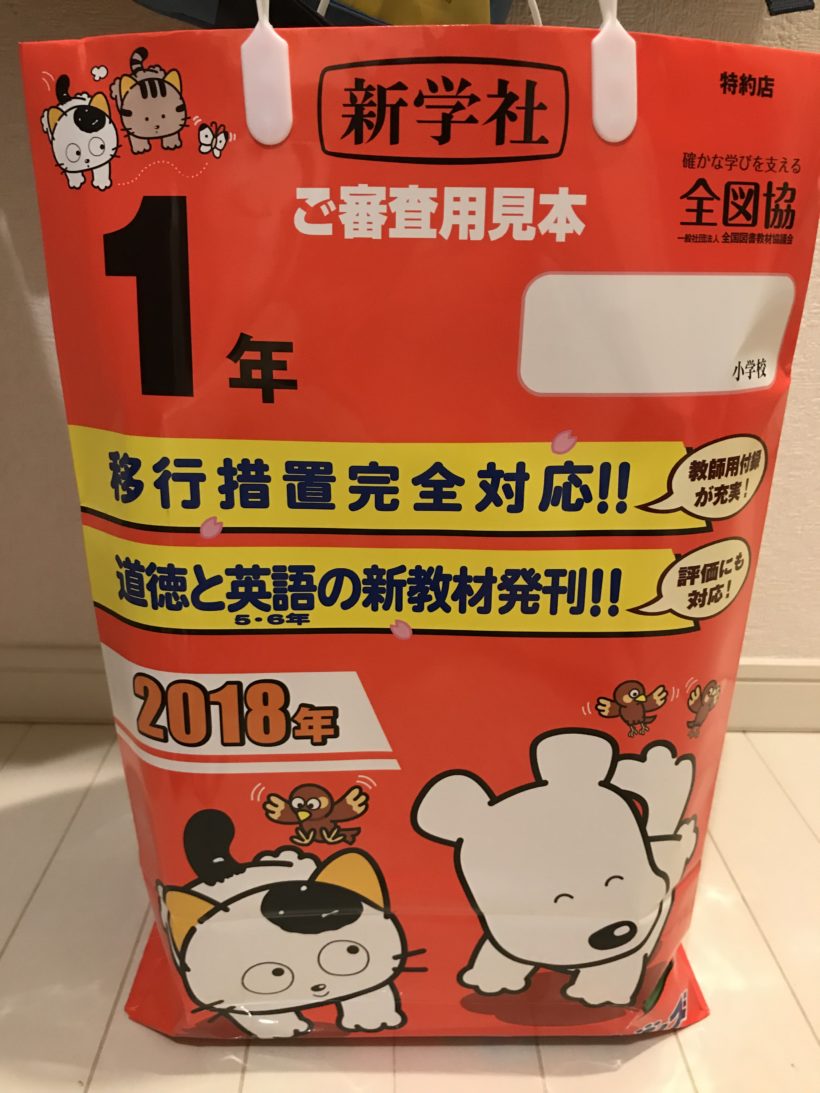 新学社
特約店
ご審査用見本
確かな学びを支える
全図協
一般社団法人 全国図書教材協議会
1年
小学校
移行措置完全対応!!
教師用付録
が充実!
道徳と英語の新教材発刊!!
5・6年
評価にも
対応!
2018年